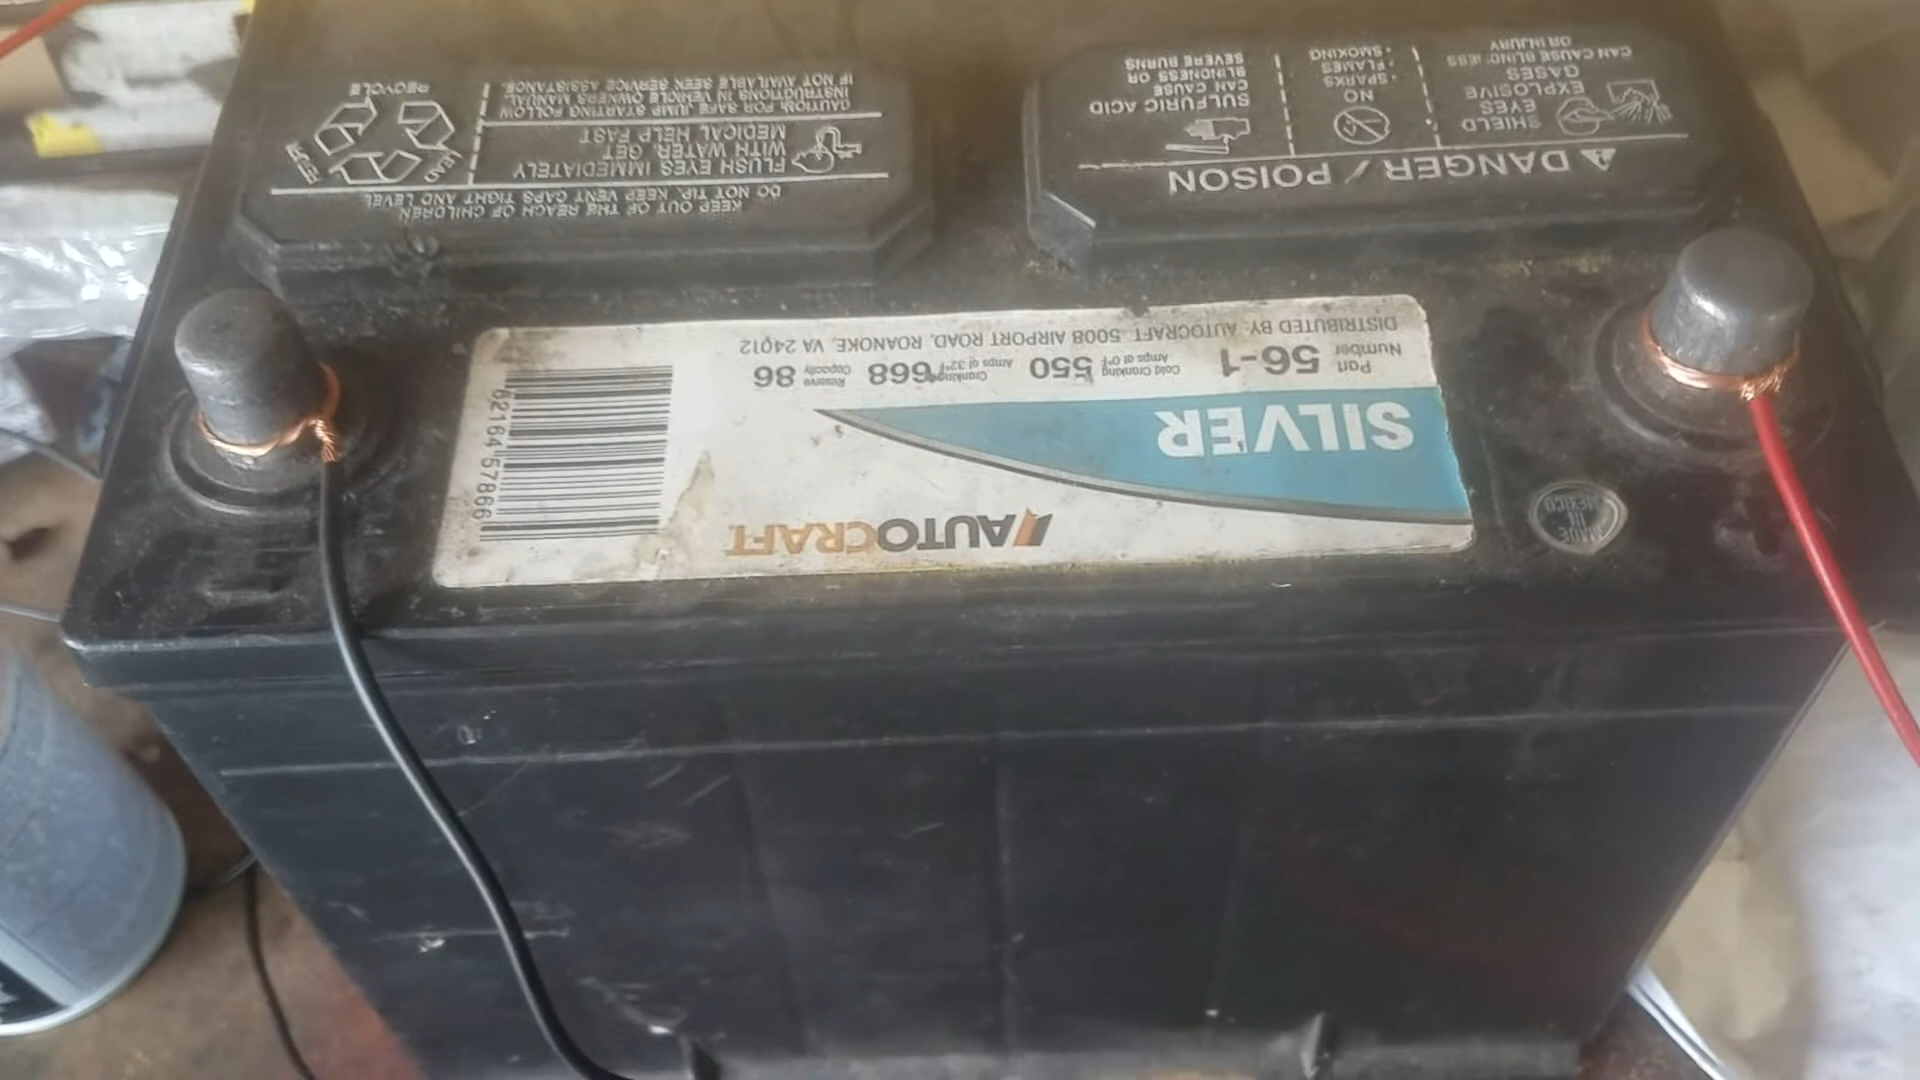 KEEP OUT OF THE REACH OF CHILDREN
DO NOT TIP, KEEP VENT CAPS TIGHT AND LEVEL
FLUSH EYES IMMEDIATELY
WITH WATER, GET
MEDICAL HELP FAST
CAUTION: FOR SAFE JUMP STARTING FOLLOW
INSTRUCTIONS IN VEHICLE OWNERS MANUAL.
IF NOT AVAILABLE SEEK SERVICE ASSISTANCE.
LEAD
RETURN
RECYCLE
DANGER / POISON
SHIELD
EYES
EXPLOSIVE
GASES
CAN CAUSE BLINDNESS
OR INJURY
NO
• SPARKS
• FLAMES
• SMOKING
SULFURIC ACID
CAN CAUSE
BLINDNESS OR
SEVERE BURNS
AUTOCRAFT
SILVER
Part Number 56-1
Cold Cranking Amps at 0°F 550
Cranking Amps at 32°F 668
Reserve Capacity 86
DISTRIBUTED BY: AUTOCRAFT, 5008 AIRPORT ROAD, ROANOKE, VA 24012
62164 57866
MADE
IN
MEXICO